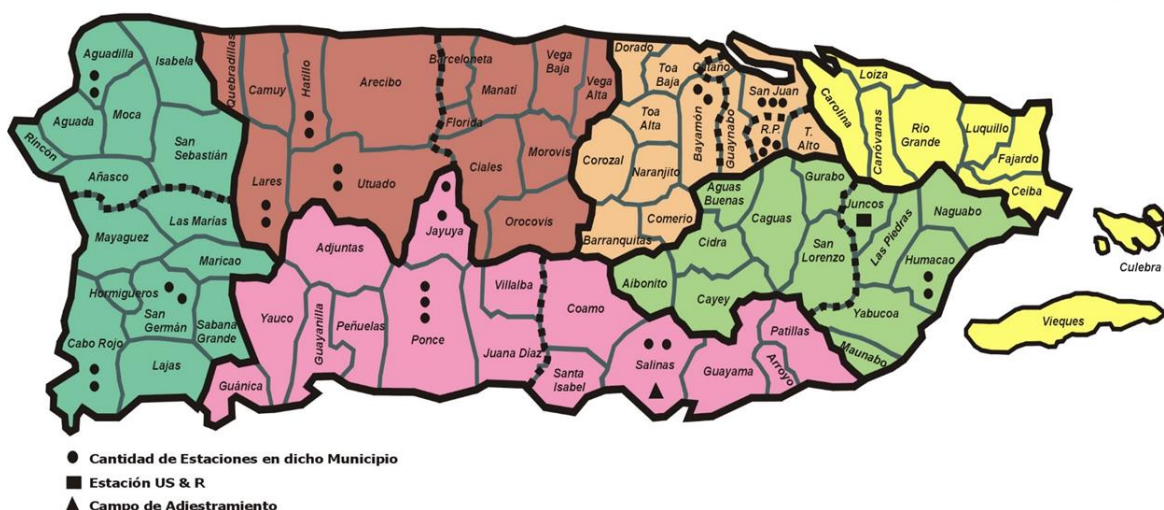 Aguadilla
Isabela
Moca
Aguada
Rincón
San
Sebastián
Añasco
Las Marías
Mayaguez
Maricao
Hormigueros
San
Germán
Sabana
Grande
Cabo Rojo
Lajas
Quebradillas
Camuy
Hatillo
Arecibo
Lares
Utuado
Barceloneta
Manatí
Vega
Baja
Vega
Alta
Florida
Ciales
Morovis
Orocovis
Adjuntas
Jayuya
Yauco
Guayanilla
Peñuelas
Ponce
Guánica
Villalba
Juana Díaz
Coamo
Santa
Isabel
Salinas
Guayama
Patillas
Arroyo
Dorado
Toa
Baja
Cataño
Toa
Alta
Bayamón
Guaynabo
San Juan
R.P.
T.
Alto
Corozal
Naranjito
Comerio
Barranquitas
Aguas
Buenas
Gurabo
Caguas
Cidra
San
Lorenzo
Aibonito
Cayey
Juncos
Las Piedras
Naguabo
Humacao
Yabucoa
Maunabo
Carolina
Loiza
Canóvanas
Rio
Grande
Luquillo
Fajardo
Ceiba
Culebra
Vieques
Cantidad de Estaciones en dicho Municipio
Estación US & R
Campo de Adiestramiento